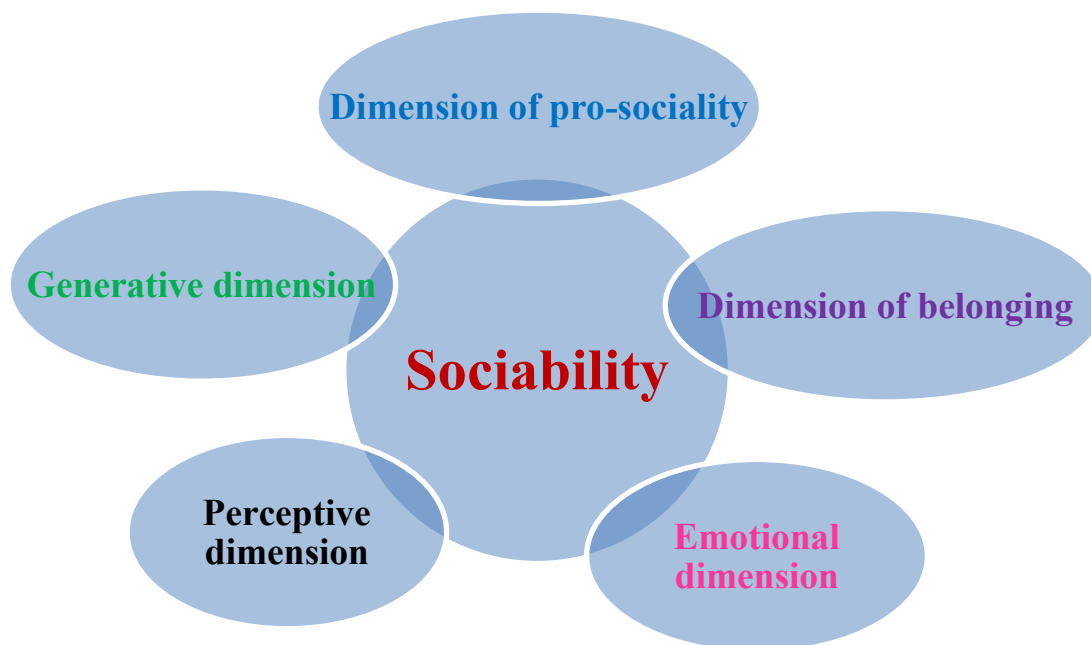 Dimension of pro-sociality
Generative dimension
Dimension of belonging
Sociability
Perceptive
dimension
Emotional
dimension